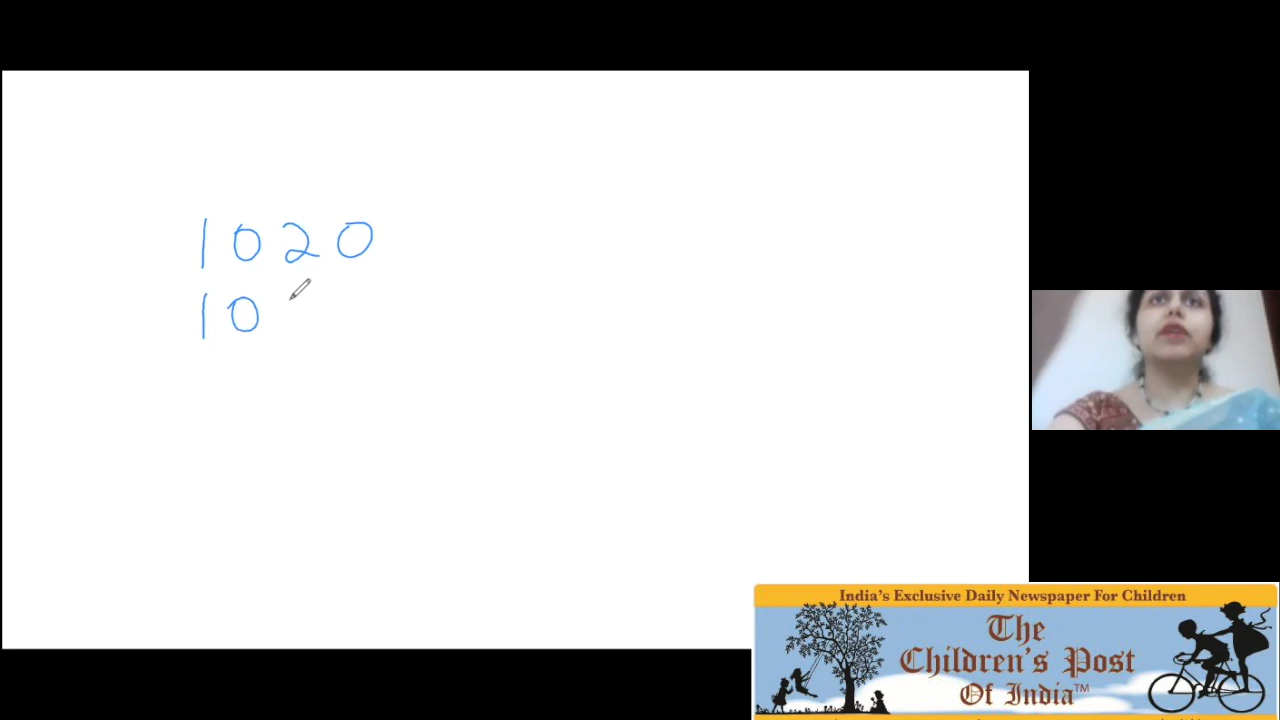 1020
10
India's Exclusive Daily Newspaper For Children
The
Children's Post
Of India™